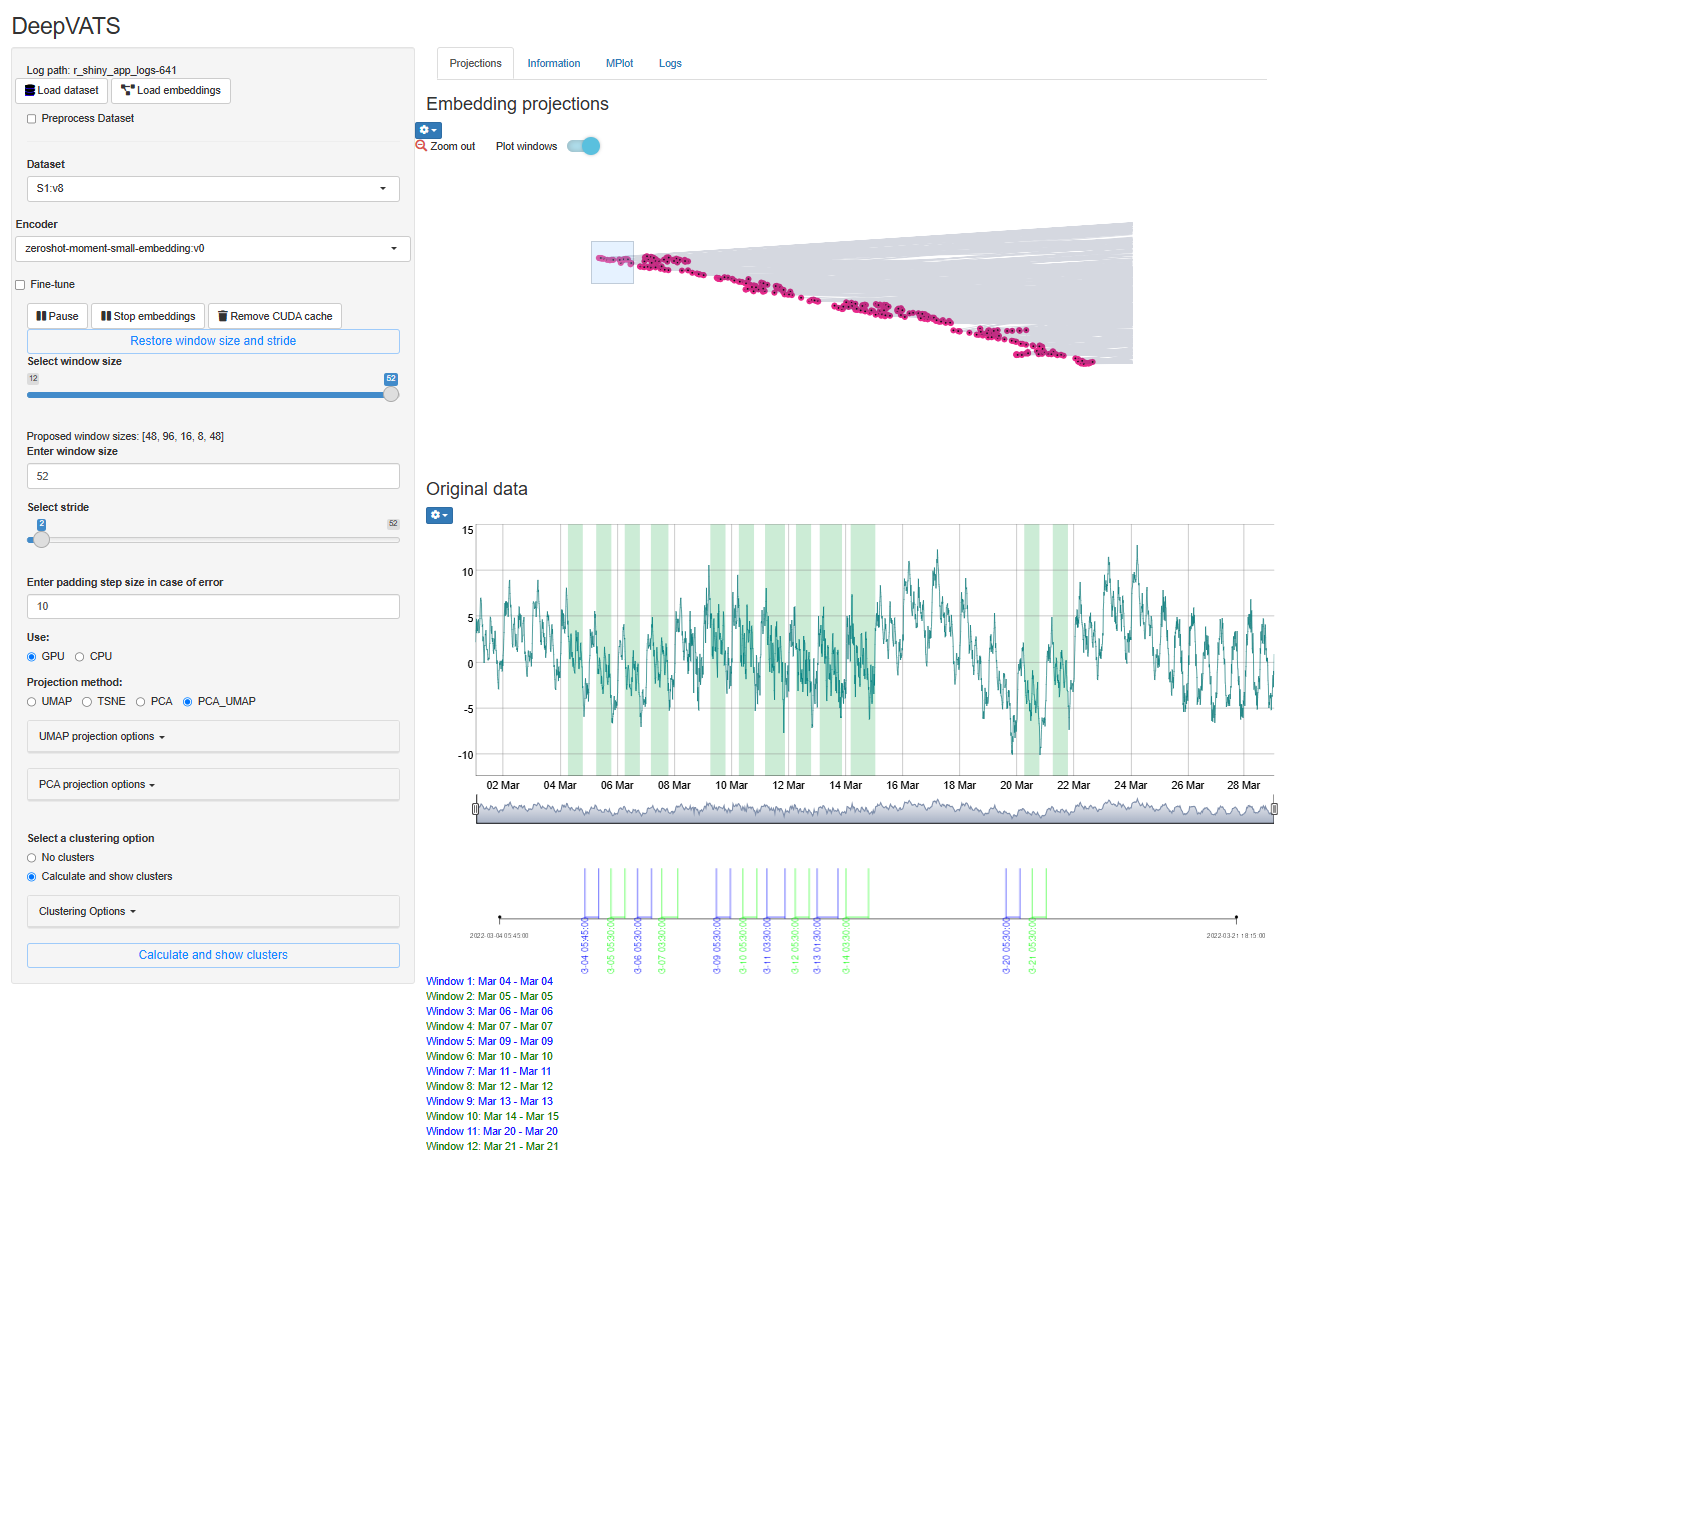 DeepVATS
Log path: r_shiny_app_logs-641
Load dataset Load embeddings
Preprocess Dataset
Dataset
S1:v8
Encoder
zeroshot-moment-small-embedding:v0
Fine-tune
Pause Stop embeddings Remove CUDA cache
Restore window size and stride
Select window size
12 52
Proposed window sizes: [48, 96, 16, 8, 48]
Enter window size
52
Select stride
2 52
Enter padding step size in case of error
10
Use:
GPU CPU
Projection method:
UMAP TSNE PCA PCA_UMAP
UMAP projection options
PCA projection options
Select a clustering option
No clusters
Calculate and show clusters
Clustering Options
Calculate and show clusters
Projections Information MPlot Logs
Embedding projections
Zoom out Plot windows
Original data
15
10
5
0
-5
-10
02 Mar 04 Mar 06 Mar 08 Mar 10 Mar 12 Mar 14 Mar 16 Mar 18 Mar 20 Mar 22 Mar 24 Mar 26 Mar 28 Mar
3-04 05:45:00 3-05 05:30:00 3-06 05:30:00 3-07 03:30:00 3-09 05:30:00 3-10 05:30:00 3-11 03:30:00 3-12 05:30:00 3-13 01:30:00 3-14 03:30:00 3-20 05:30:00 3-21 05:30:00
2022-03-04 05:45:00 2022-03-21 18:15:00
Window 1: Mar 04 - Mar 04
Window 2: Mar 05 - Mar 05
Window 3: Mar 06 - Mar 06
Window 4: Mar 07 - Mar 07
Window 5: Mar 09 - Mar 09
Window 6: Mar 10 - Mar 10
Window 7: Mar 11 - Mar 11
Window 8: Mar 12 - Mar 12
Window 9: Mar 13 - Mar 13
Window 10: Mar 14 - Mar 15
Window 11: Mar 20 - Mar 20
Window 12: Mar 21 - Mar 21